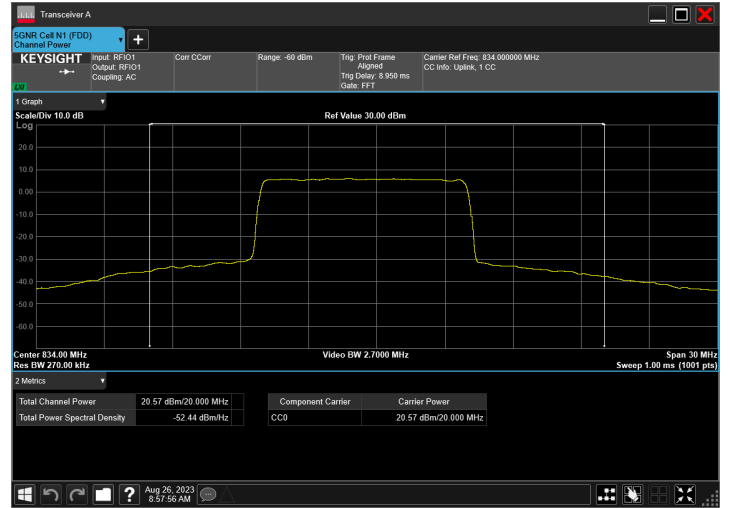 Transceiver A
5GNR Cell N1 (FDD)
Channel Power
KEYSIGHT
LXI
Input: RFIO1
Output: RFIO1
Coupling: AC
Corr CCorr
Range: -60 dBm
Trig: Prot Frame
Aligned
Trig Delay: 8.950 ms
Gate: FFT
Carrier Ref Freq: 834.000000 MHz
CC Info: Uplink, 1 CC
1 Graph
Scale/Div 10.0 dB
Ref Value 30.00 dBm
Log
20.0
10.0
0.00
-10.0
-20.0
-30.0
-40.0
-50.0
-60.0
Center 834.00 MHz
Video BW 2.7000 MHz
Span 30 MHz
Res BW 270.00 kHz
Sweep 1.00 ms (1001 pts)
2 Metrics
Total Channel Power 20.57 dBm/20.000 MHz
Total Power Spectral Density -52.44 dBm/Hz
Component Carrier Carrier Power
CC0 20.57 dBm/20.000 MHz
Aug 26, 2023
8:57:56 AM